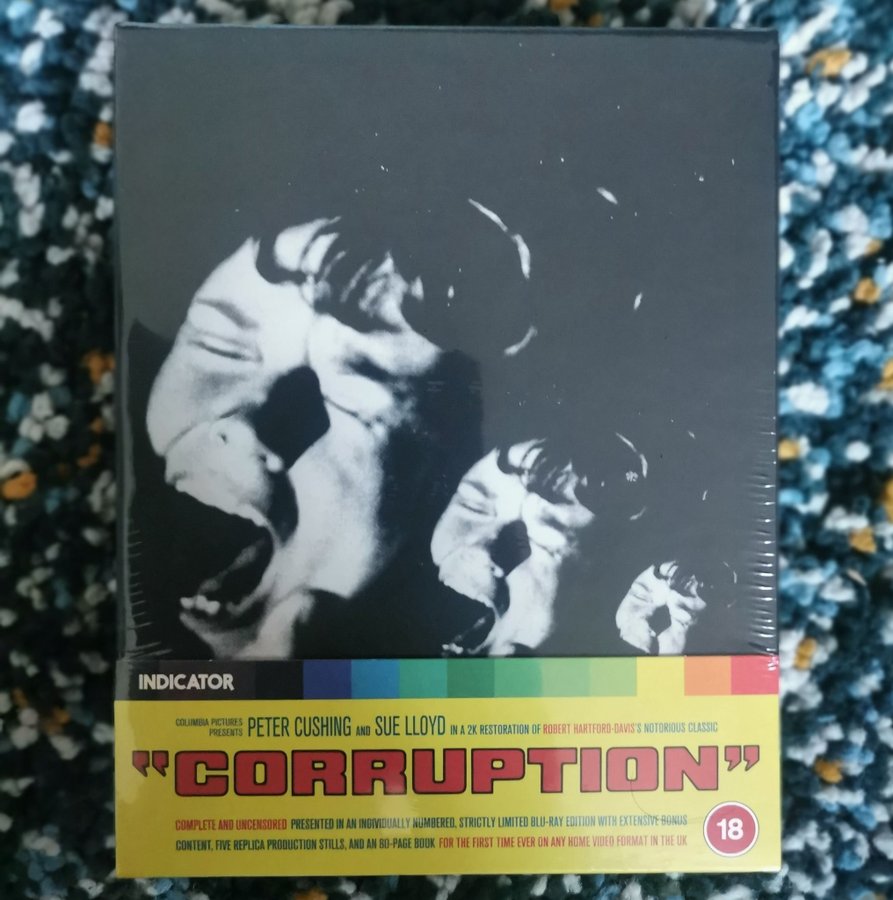 INDICATOR
COLUMBIA PICTURES
PRESENTS PETER CUSHING AND SUE LLOYD IN A 2K RESTORATION OF ROBERT HARTFORD-DAVIS'S NOTORIOUS CLASSIC
"CORRUPTION"
COMPLETE AND UNCENSORED PRESENTED IN AN INDIVIDUALLY NUMBERED, STRICTLY LIMITED BLU-RAY EDITION WITH EXTENSIVE BONUS
CONTENT, FIVE REPLICA PRODUCTION STILLS, AND AN 80-PAGE BOOK FOR THE FIRST TIME EVER ON ANY HOME VIDEO FORMAT IN THE UK
18